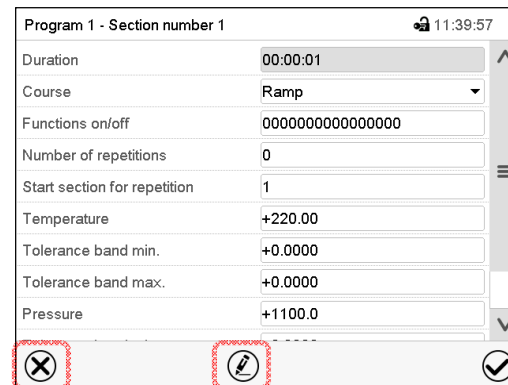 Program 1 - Section number 1 11:39:57
Duration 00:00:01
Course Ramp
Functions on/off 0000000000000000
Number of repetitions 0
Start section for repetition 1
Temperature +220.00
Tolerance band min. +0.0000
Tolerance band max. +0.0000
Pressure +1100.0